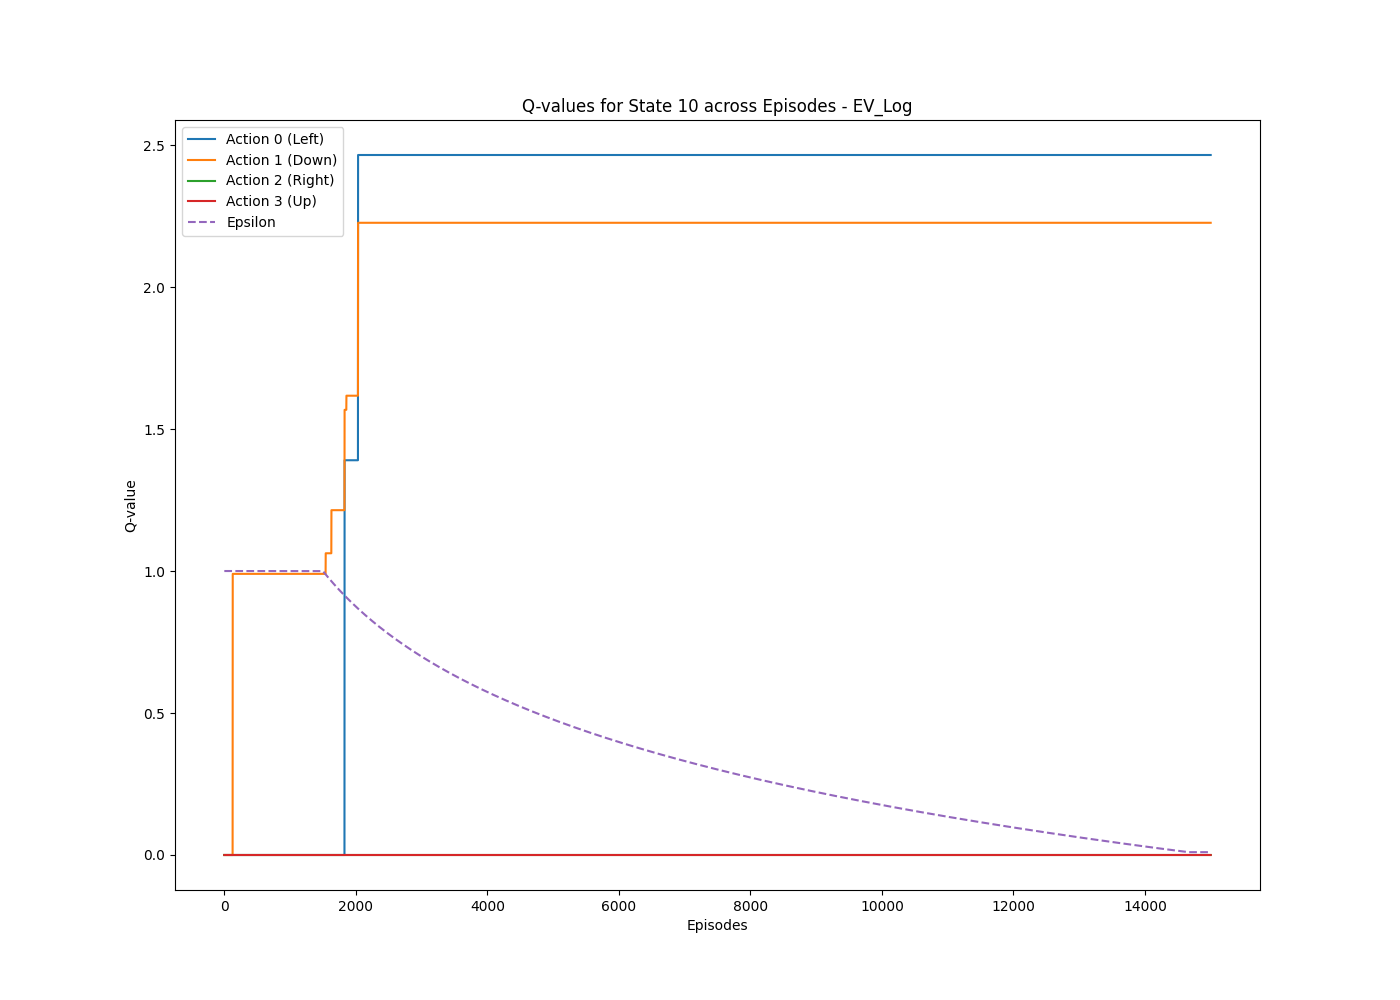 Q-values for State 10 across Episodes - EV_Log
Action 0 (Left)
Action 1 (Down)
Action 2 (Right)
Action 3 (Up)
Epsilon
2.5
2.0
1.5
1.0
0.5
0.0
Q-value
0 2000 4000 6000 8000 10000 12000 14000
Episodes